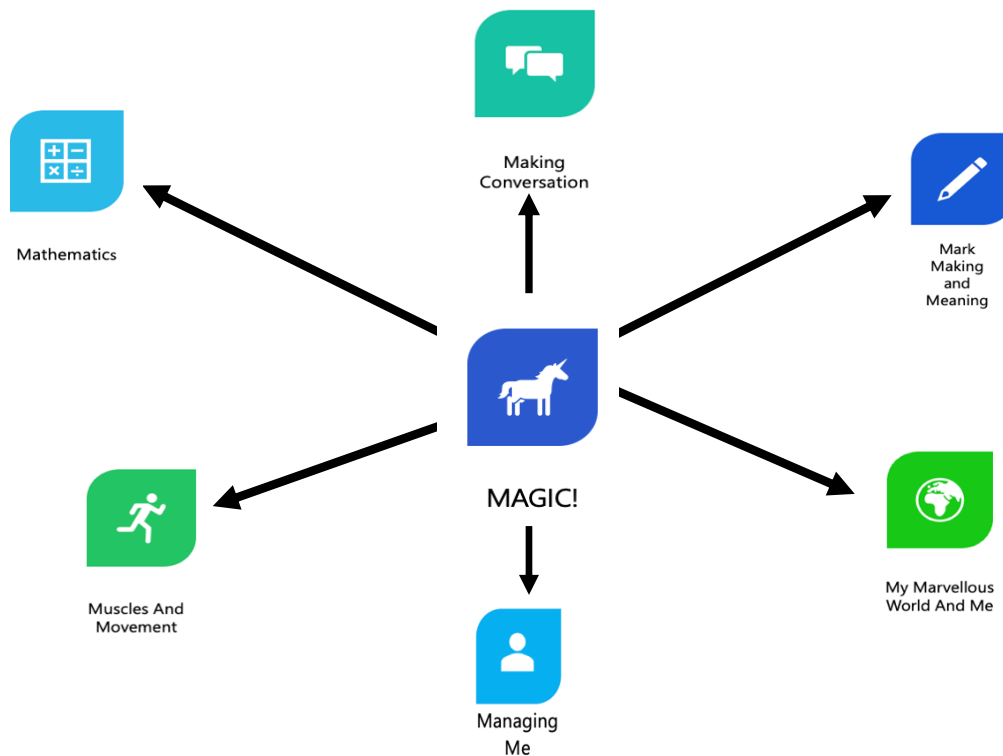 Making
Conversation
Mathematics
Mark
Making
and
Meaning
MAGIC!
My Marvellous
World And Me
Muscles And
Movement
Managing
Me